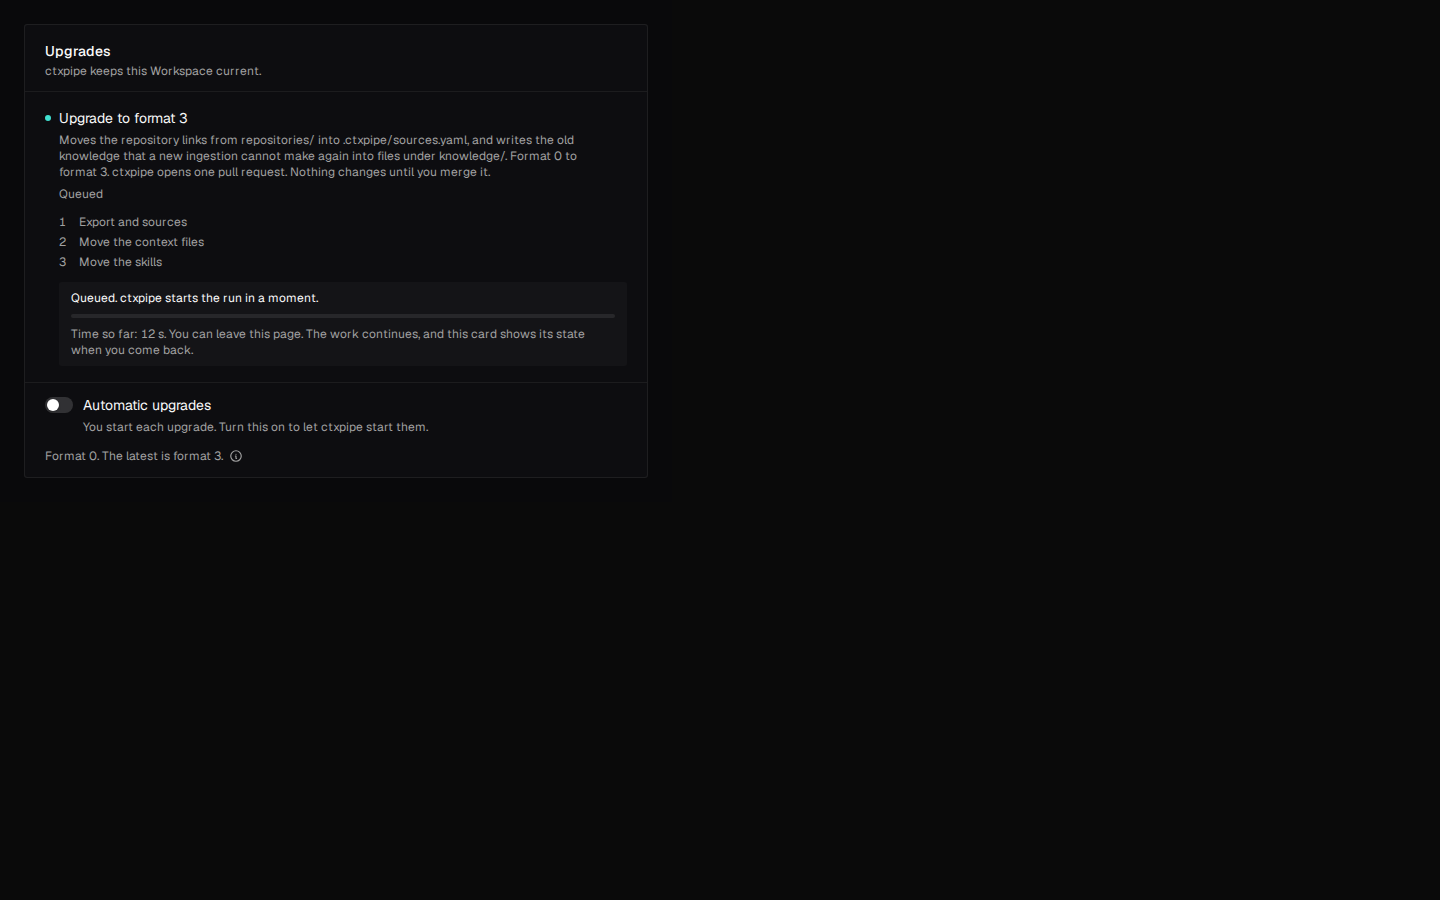 Upgrades
ctxpipe keeps this Workspace current.
Upgrade to format 3
Moves the repository links from repositories/ into .ctxpipe/sources.yaml, and writes the old
knowledge that a new ingestion cannot make again into files under knowledge/. Format 0 to
format 3. ctxpipe opens one pull request. Nothing changes until you merge it.
Queued
1 Export and sources
2 Move the context files
3 Move the skills
Queued. ctxpipe starts the run in a moment.
Time so far: 12 s. You can leave this page. The work continues, and this card shows its state
when you come back.
Automatic upgrades
You start each upgrade. Turn this on to let ctxpipe start them.
Format 0. The latest is format 3.